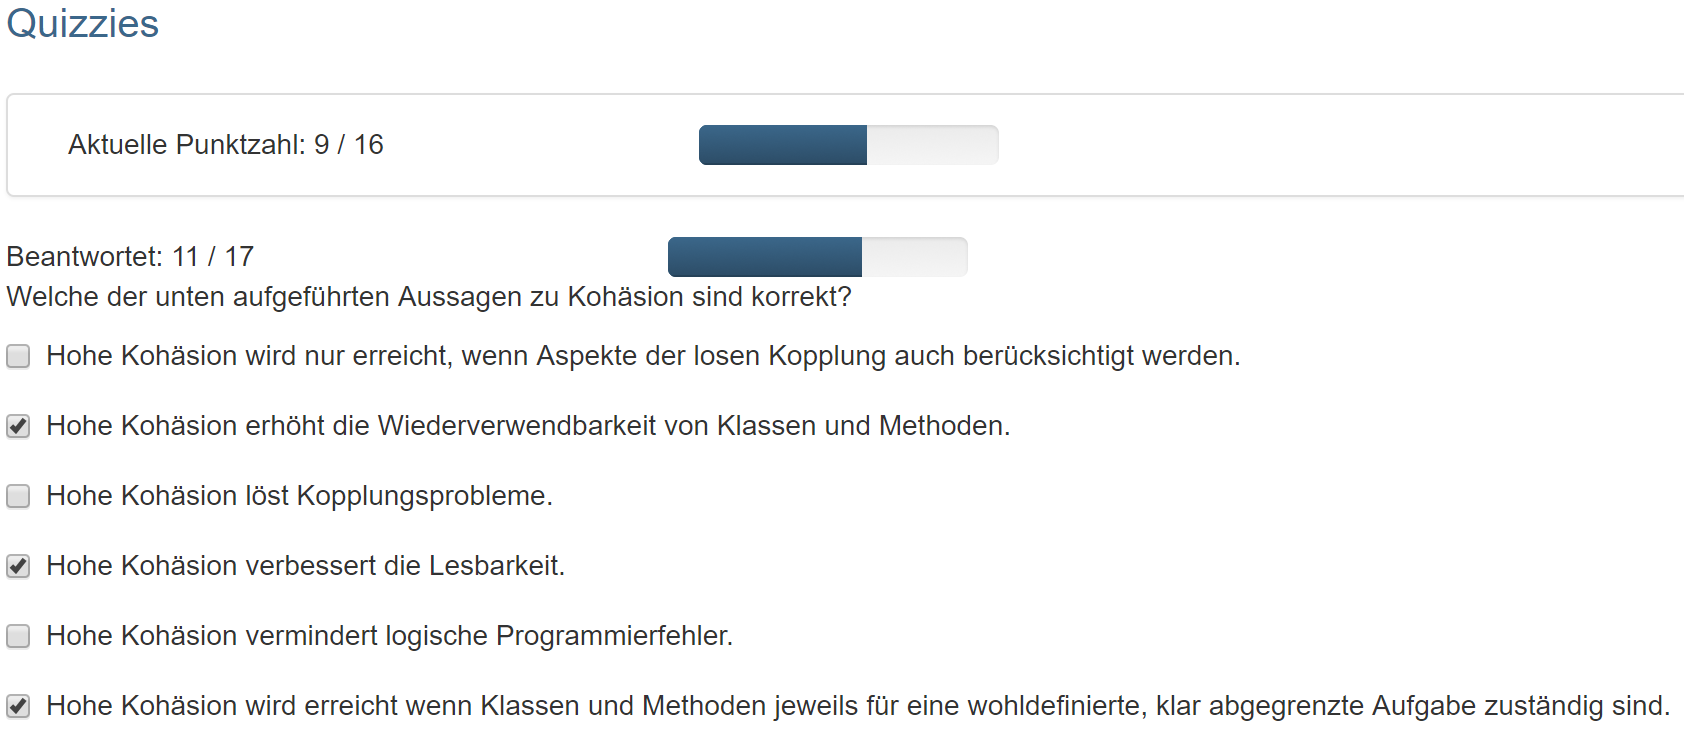 Quizzies
Aktuelle Punktzahl: 9 / 16
Beantwortet: 11 / 17
Welche der unten aufgeführten Aussagen zu Kohäsion sind korrekt?
Hohe Kohäsion wird nur erreicht, wenn Aspekte der losen Kopplung auch berücksichtigt werden.
Hohe Kohäsion erhöht die Wiederverwendbarkeit von Klassen und Methoden.
Hohe Kohäsion löst Kopplungsprobleme.
Hohe Kohäsion verbessert die Lesbarkeit.
Hohe Kohäsion vermindert logische Programmierfehler.
Hohe Kohäsion wird erreicht wenn Klassen und Methoden jeweils für eine wohldefinierte, klar abgegrenzte Aufgabe zuständig sind.